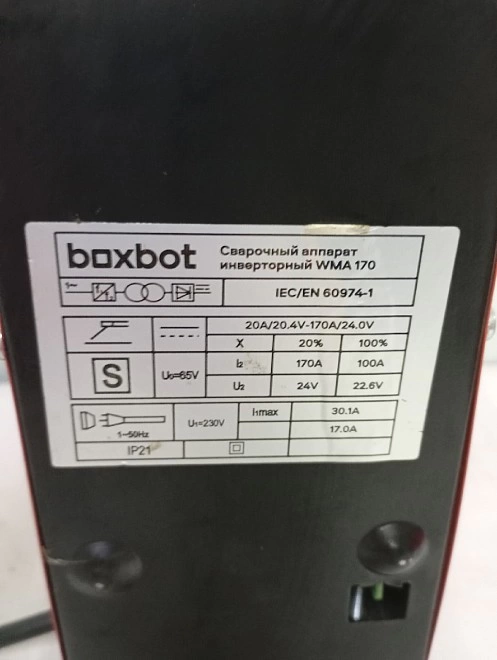 boxbot
Сварочный аппарат
инверторный WMA 170
1~
IEC/EN 60974-1
20A/20.4V-170A/24.0V
X 20% 100%
S U₀=65V I₂ 170A 100A
U₂ 24V 22.6V
1~50Hz U₁=230V I₁max 30.1A
17.0A
IP21